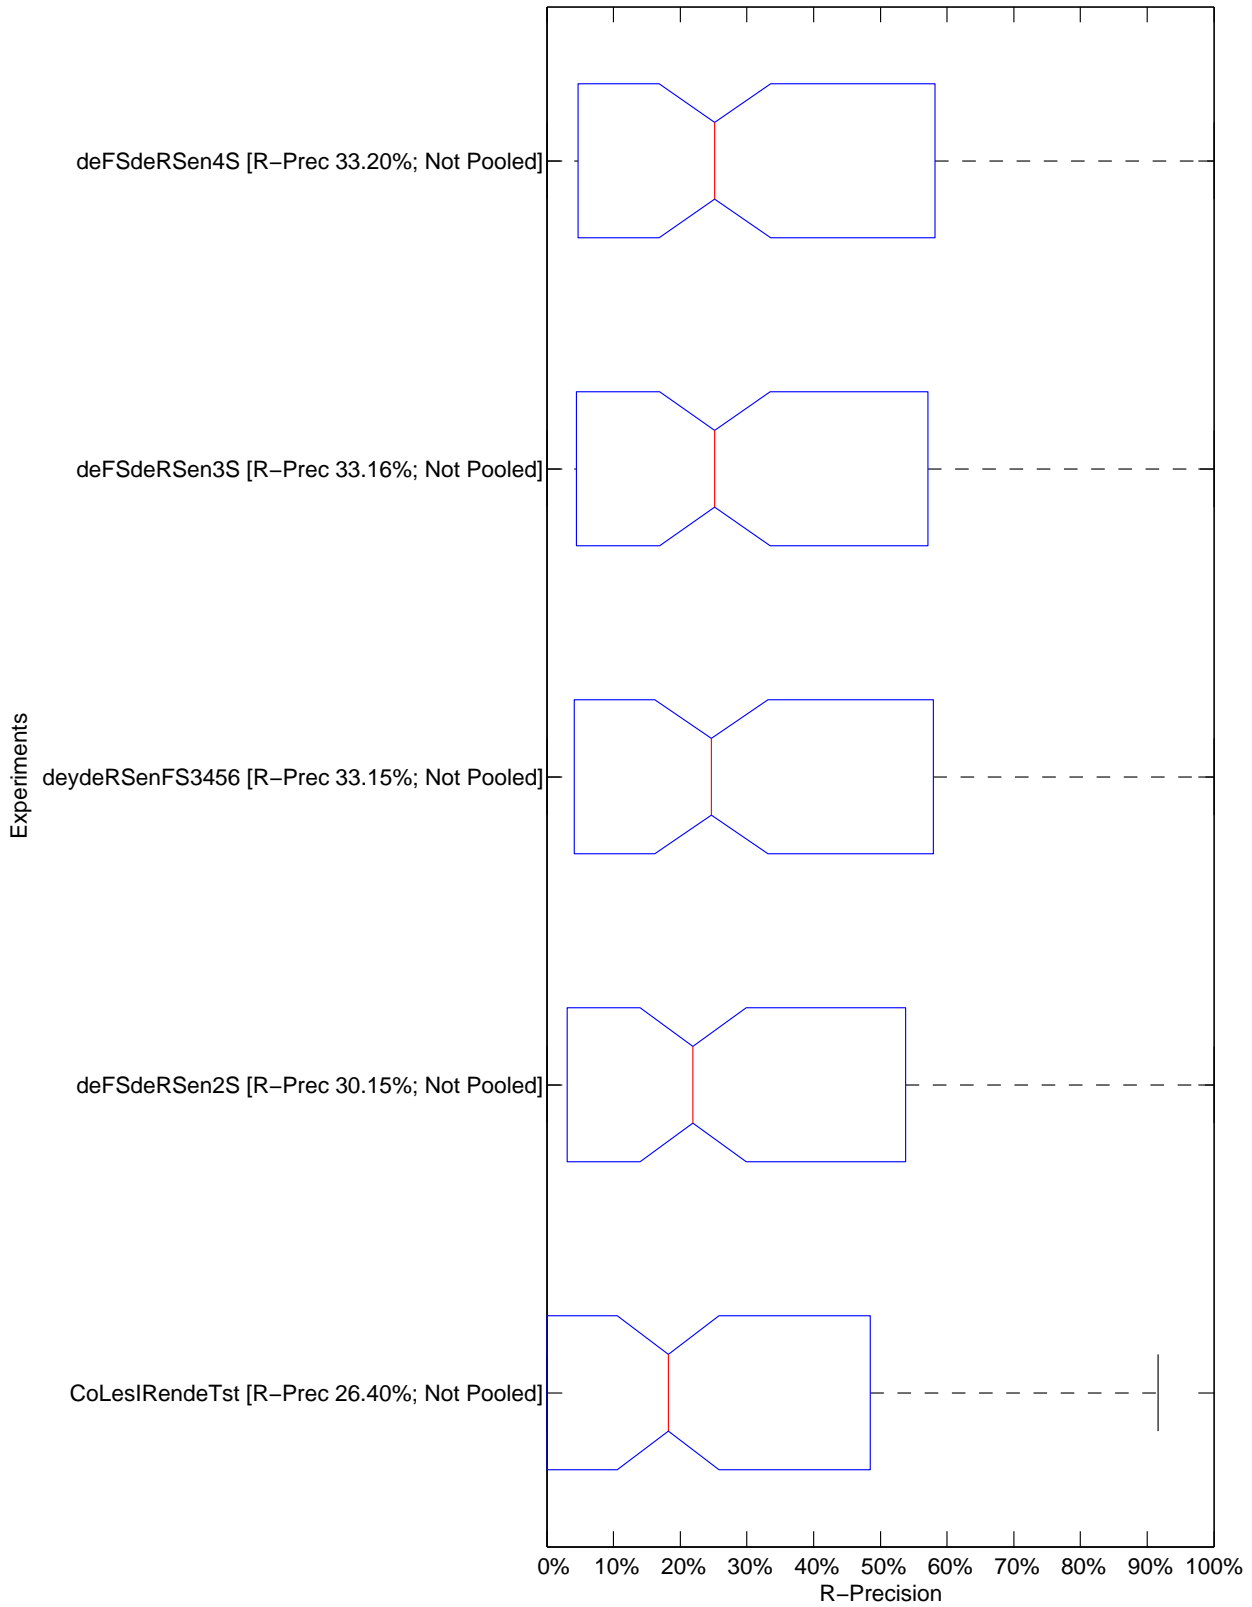 deFSdeRSen4S [R−Prec 33.20%; Not Pooled]
deFSdeRSen3S [R−Prec 33.16%; Not Pooled]
Experiments
deydeRSenFS3456 [R−Prec 33.15%; Not Pooled]
deFSdeRSen2S [R−Prec 30.15%; Not Pooled]
CoLesIRendeTst [R−Prec 26.40%; Not Pooled]
0% 10% 20% 30% 40% 50% 60% 70% 80% 90% 100%
R−Precision